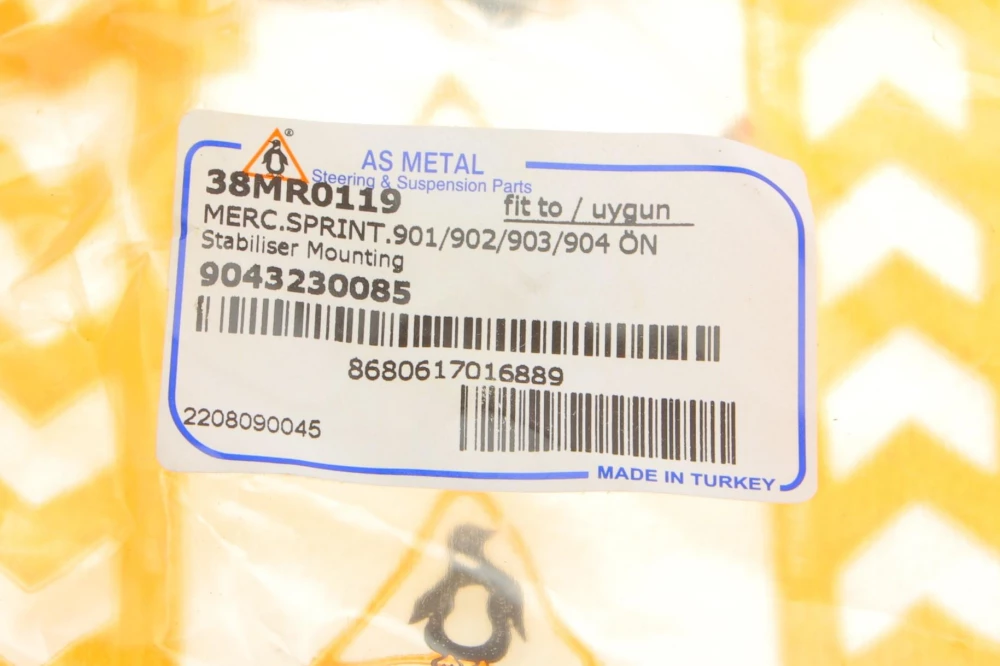 ®
AS METAL
Steering & Suspension Parts
38MR0119
fit to / uygun
MERC.SPRINT.901/902/903/904 ÖN
Stabiliser Mounting
9043230085
8680617016889
2208090045
MADE IN TURKEY